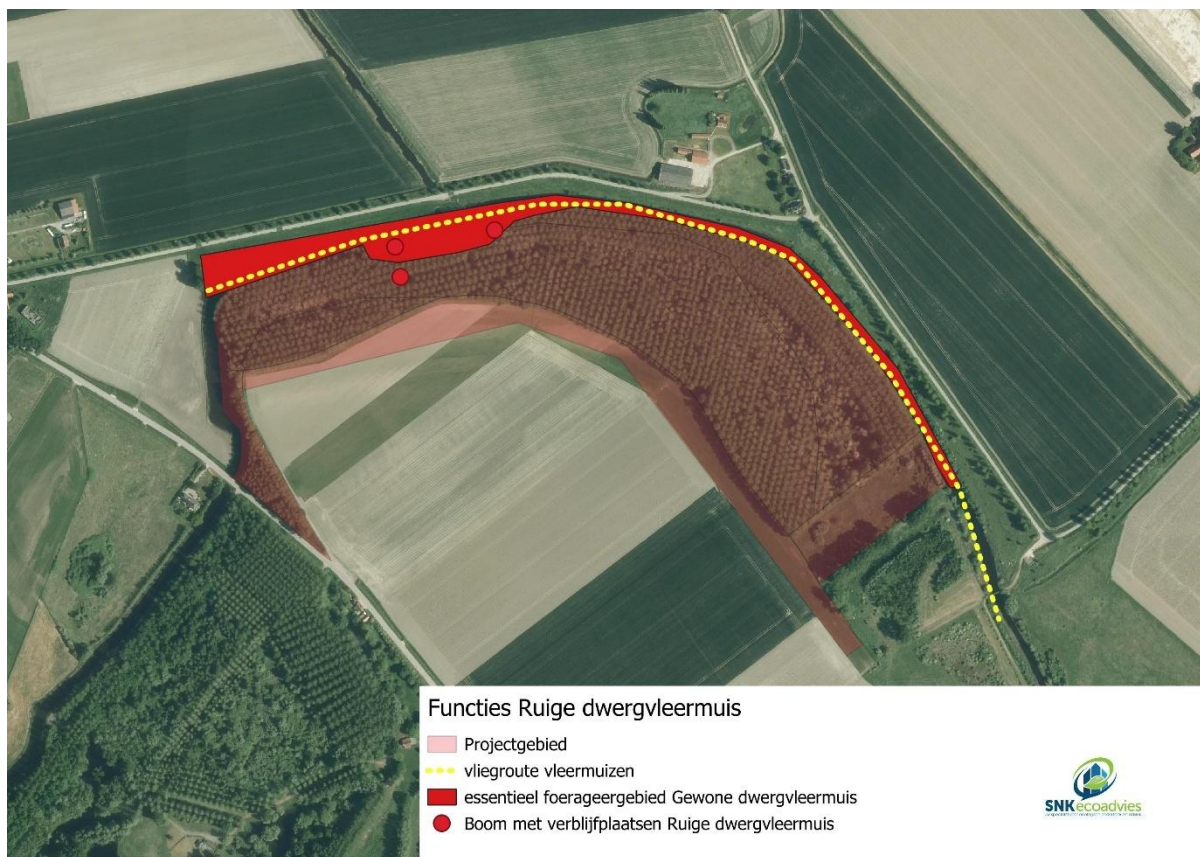 Functies Ruige dwergvleermuis
Projectgebied
vliegroute vleermuizen
essentieel foerageergebied Gewone dwergvleermuis
Boom met verblijfplaatsen Ruige dwergvleermuis
SNKecoadvies